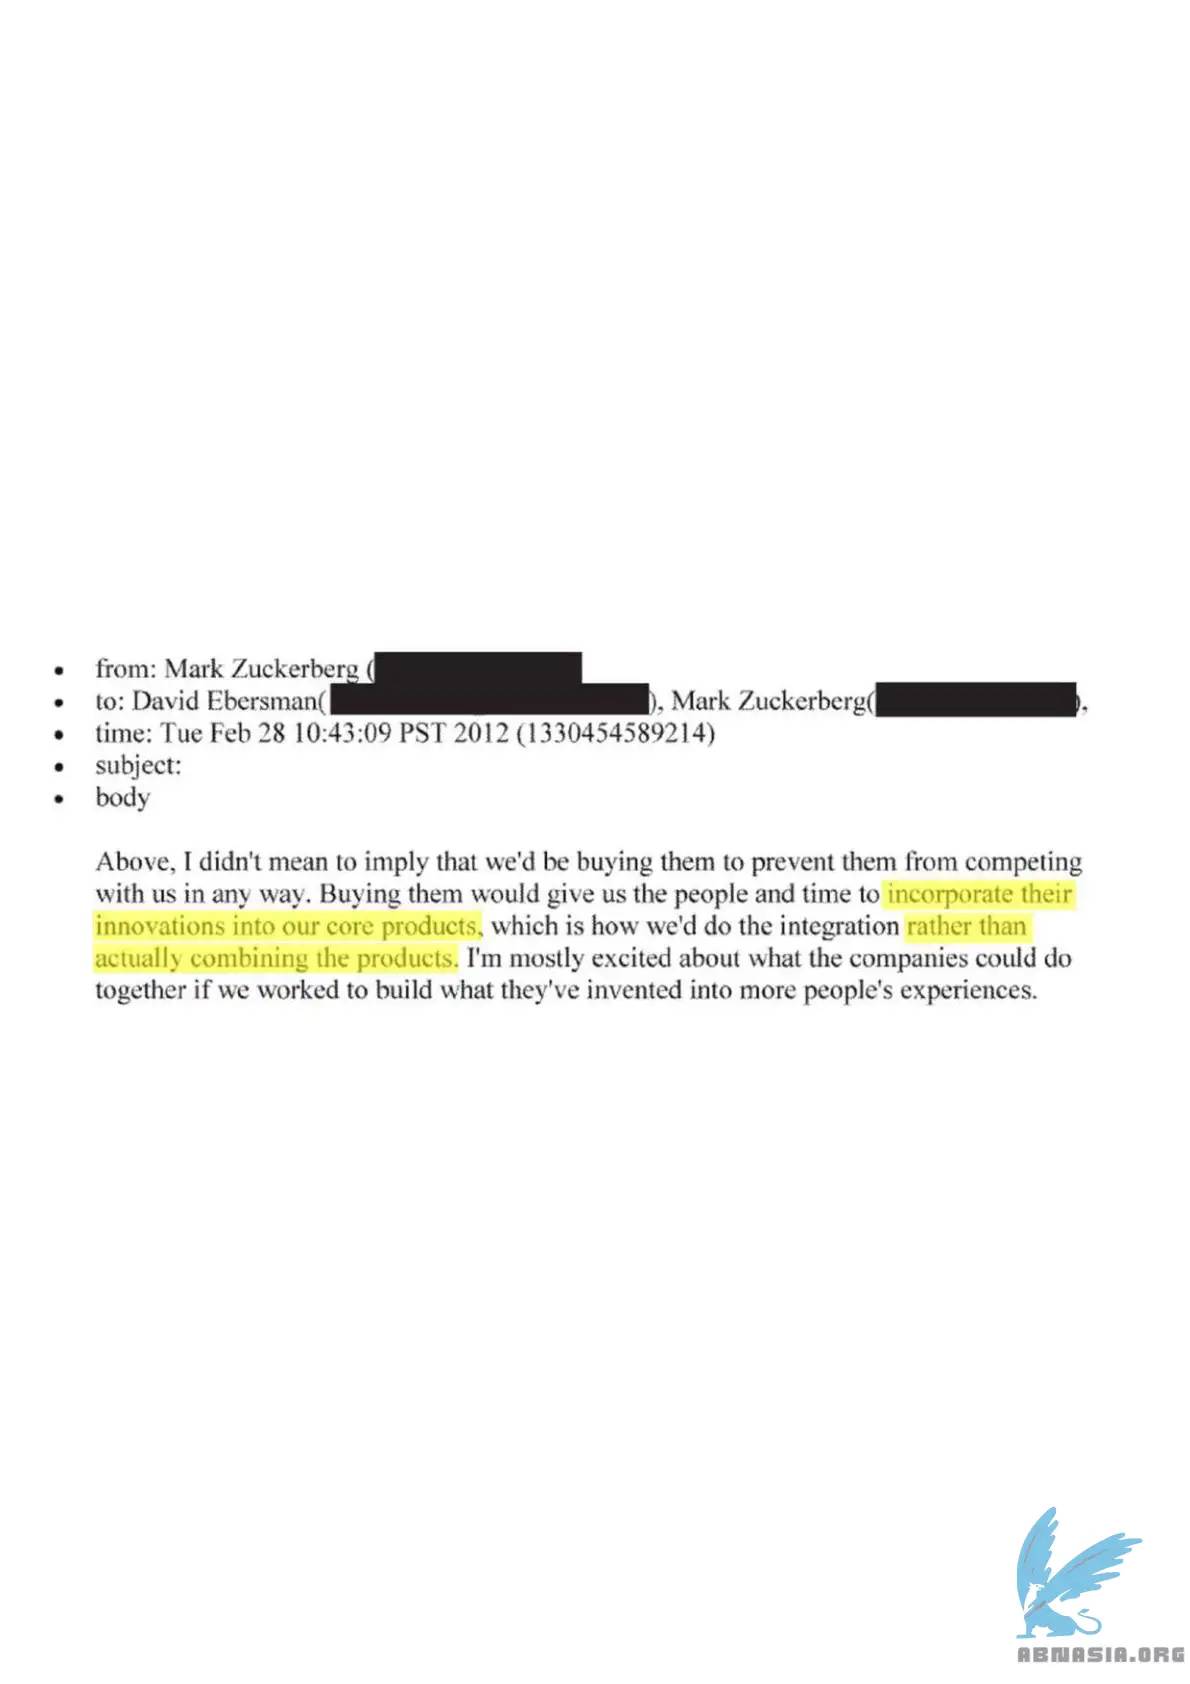 • from: Mark Zuckerberg (
• to: David Ebersman( ), Mark Zuckerberg( ),
• time: Tue Feb 28 10:43:09 PST 2012 (1330454589214)
• subject:
• body
Above, I didn't mean to imply that we'd be buying them to prevent them from competing
with us in any way. Buying them would give us the people and time to incorporate their
innovations into our core products, which is how we'd do the integration rather than
actually combining the products. I'm mostly excited about what the companies could do
together if we worked to build what they've invented into more people's experiences.
ABNASIA.ORG